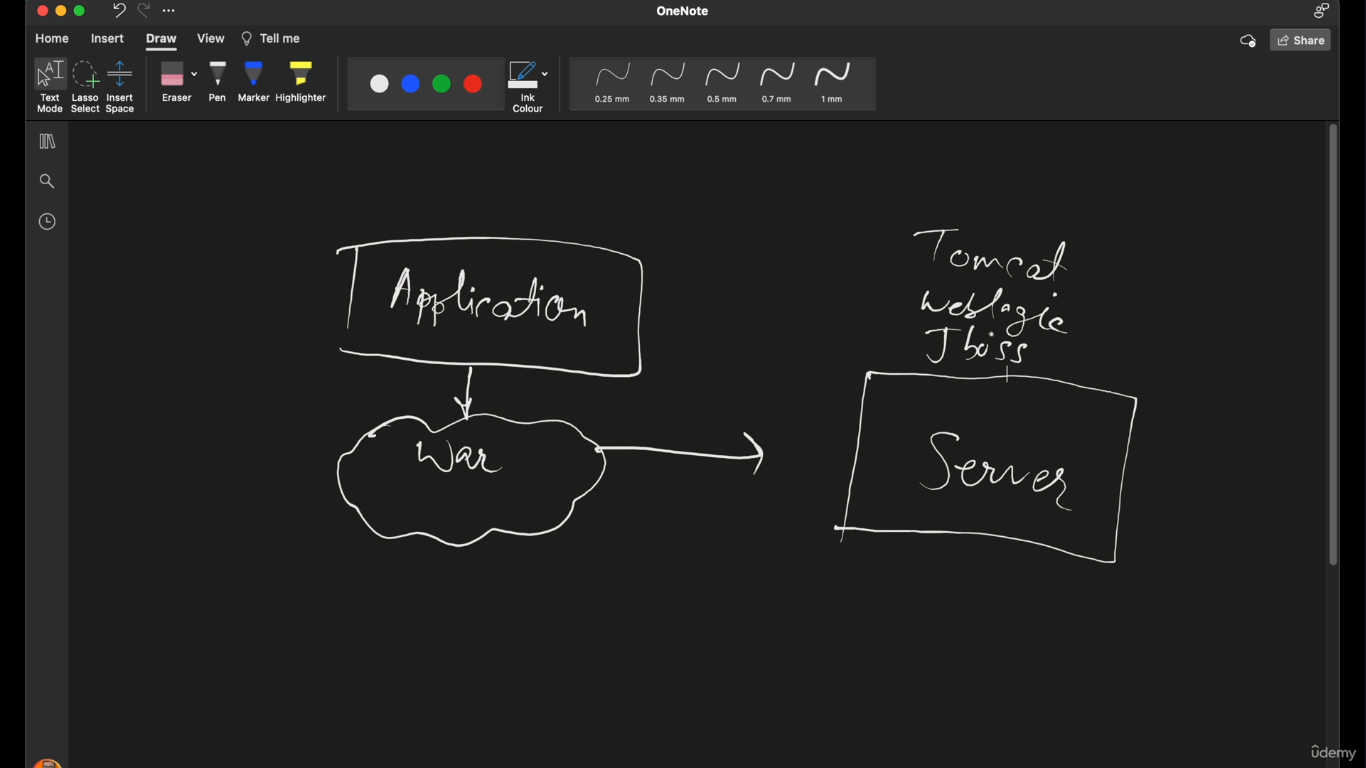 OneNote
Home Insert Draw View Tell me
Share
Text Mode
Lasso Select
Insert Space
Eraser
Pen
Marker
Highlighter
Ink Colour
0.25 mm
0.35 mm
0.5 mm
0.7 mm
1 mm
Application
War
Tomcat
Weblogic
Jboss
Server
ûdemy